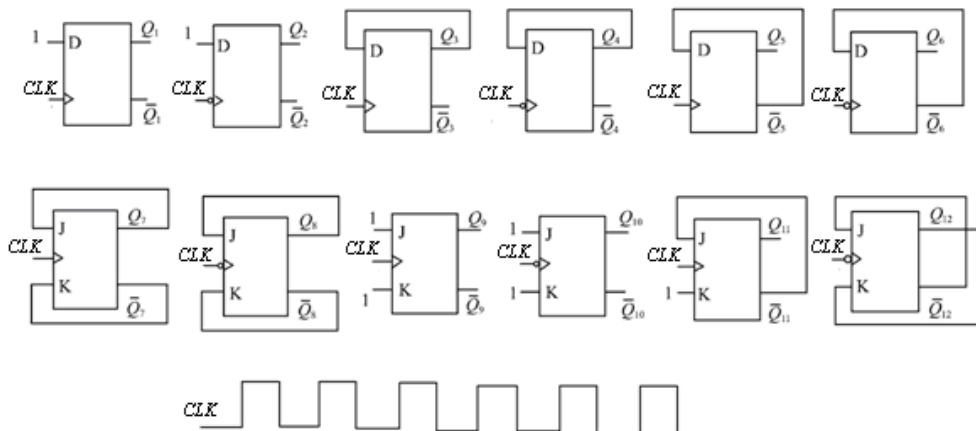 1 D Q₁ CLK Q̅₁
1 D Q₂ CLK Q̅₂
D Q₃ CLK Q̅₃
D Q₄ CLK Q̅₄
D Q₅ CLK Q̅₅
D Q₆ CLK Q̅₆
J Q₇ CLK K Q̅₇
J Q₈ CLK K Q̅₈
1 J Q₉ CLK 1 K Q̅₉
1 J Q₁₀ CLK 1 K Q̅₁₀
J Q₁₁ CLK 1 K Q̅₁₁
J Q₁₂ CLK K Q̅₁₂
CLK